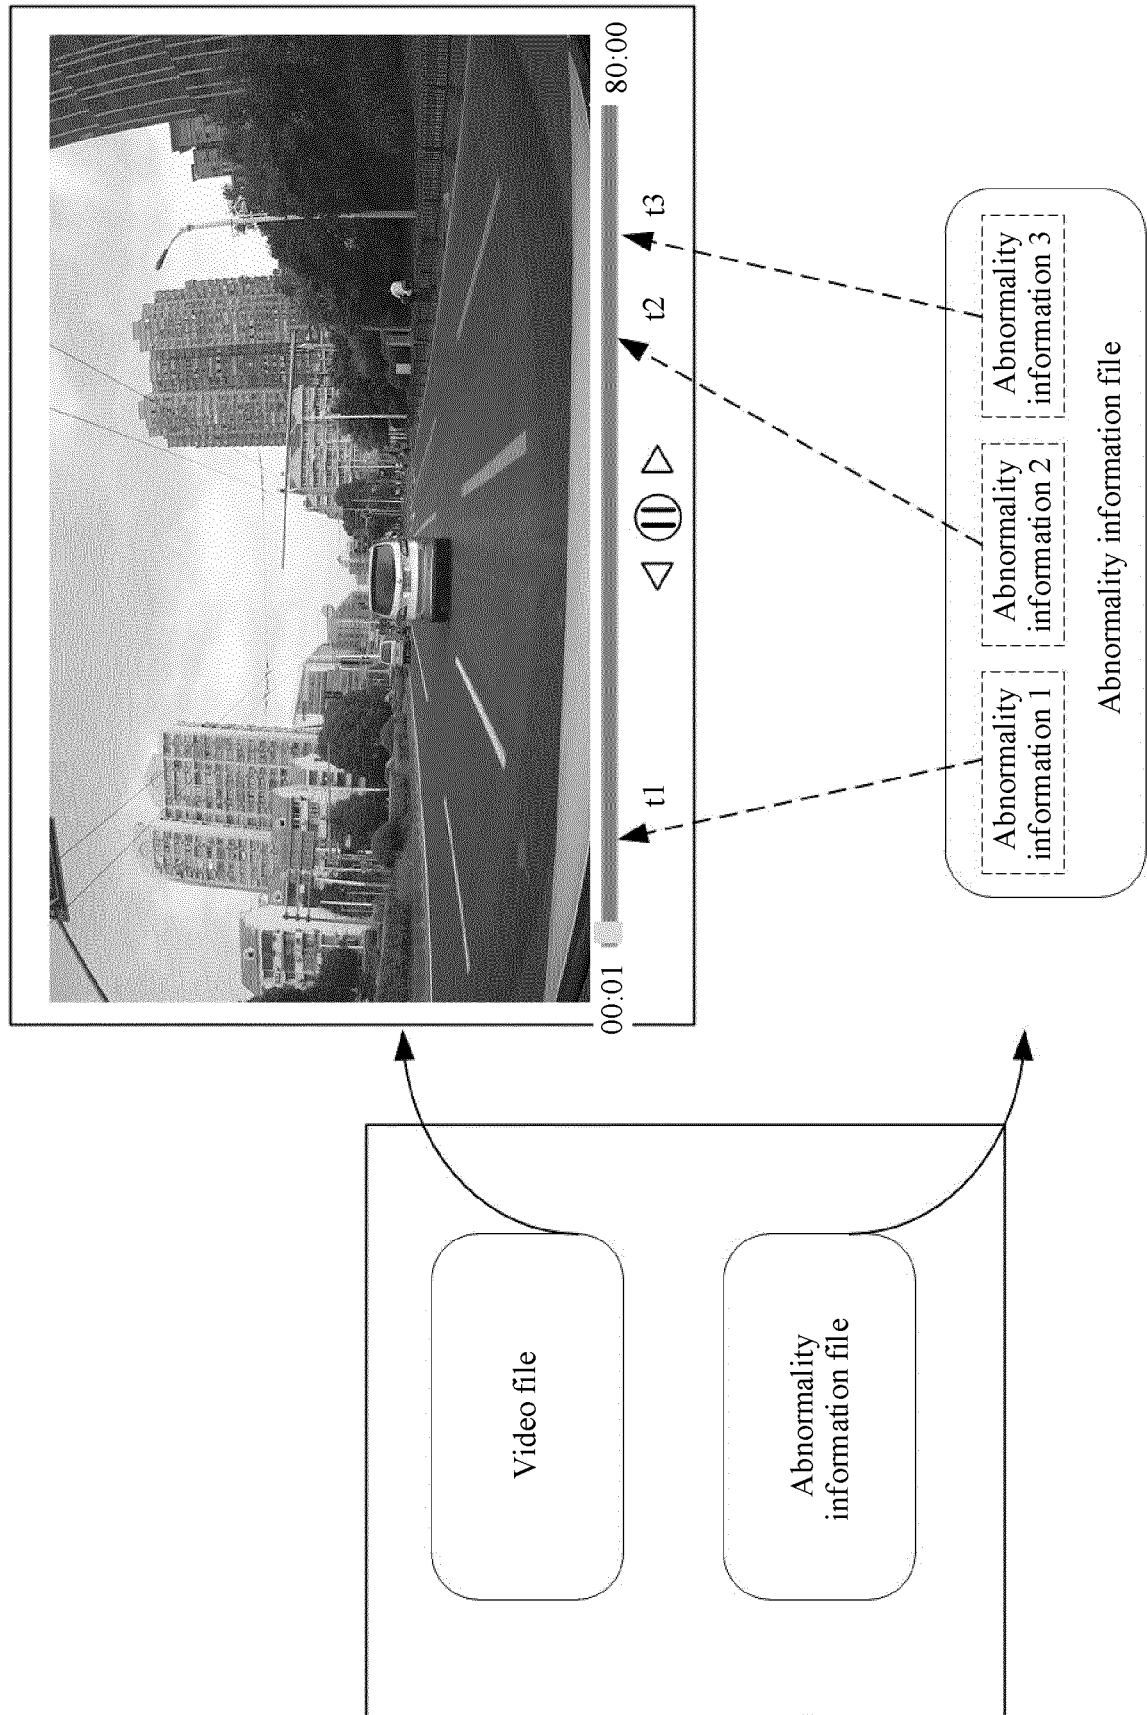 Video file
Abnormality
information file
00:01
80:00
t1
t2
t3
Abnormality
information 1
Abnormality
information 2
Abnormality
information 3
Abnormality information file